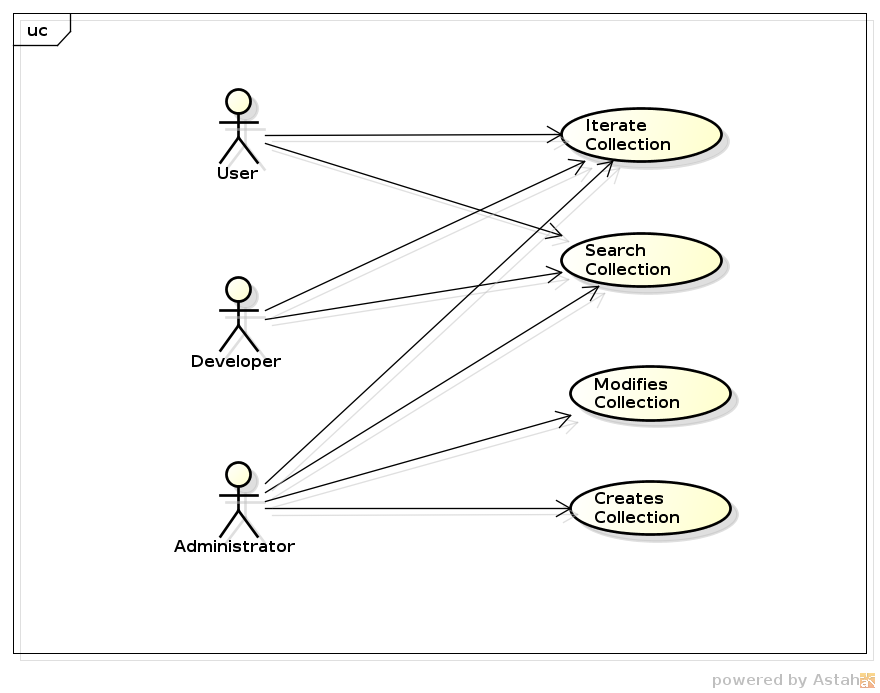 uc
User
Iterate
Collection
Search
Collection
Developer
Modifies
Collection
Administrator
Creates
Collection
powered by Astah